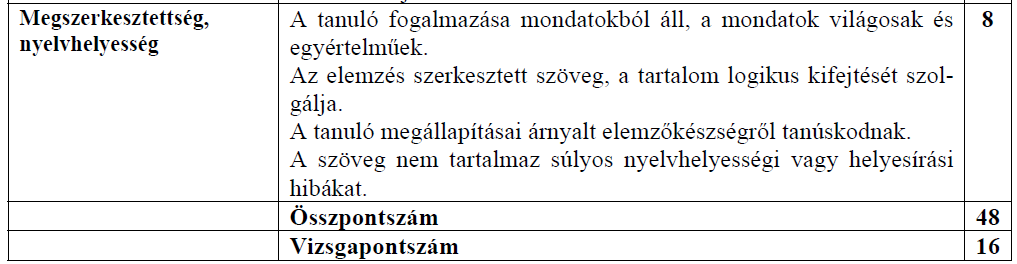 Megszerkesztettség,
nyelvhelyesség
A tanuló fogalmazása mondatokból áll, a mondatok világosak és
egyértelműek.
Az elemzés szerkesztett szöveg, a tartalom logikus kifejtését szol-
gálja.
A tanuló megállapításai árnyalt elemzőkészségről tanúskodnak.
A szöveg nem tartalmaz súlyos nyelvhelyességi vagy helyesírási
hibákat.
8
Összpontszám 48
Vizsgapontszám 16